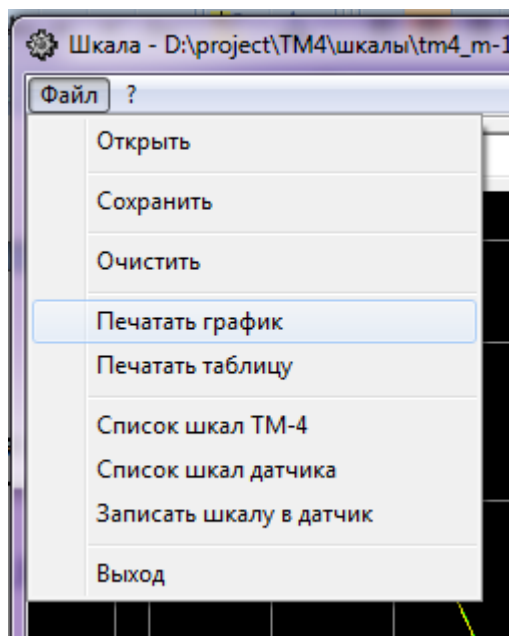 Шкала - D:\project\TM4\шкалы\tm4_m-1
Файл ?
Открыть
Сохранить
Очистить
Печатать график
Печатать таблицу
Список шкал ТМ-4
Список шкал датчика
Записать шкалу в датчик
Выход